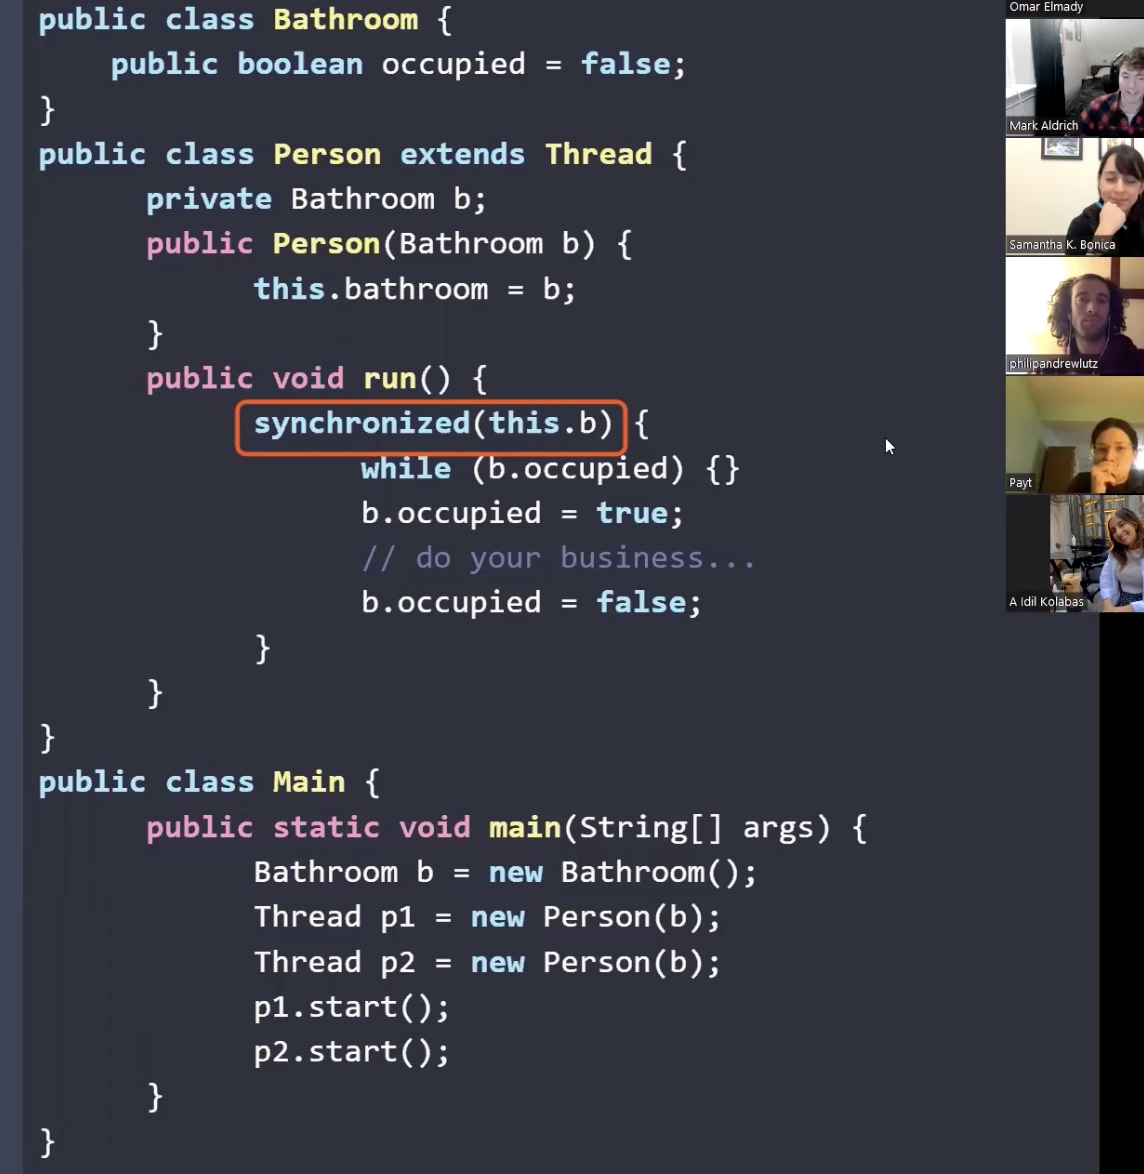 public class Bathroom {
public boolean occupied = false;
}
public class Person extends Thread {
private Bathroom b;
public Person(Bathroom b) {
this.bathroom = b;
}
public void run() {
synchronized(this.b) {
while (b.occupied) {}
b.occupied = true;
// do your business...
b.occupied = false;
}
}
}
public class Main {
public static void main(String[] args) {
Bathroom b = new Bathroom();
Thread p1 = new Person(b);
Thread p2 = new Person(b);
p1.start();
p2.start();
}
}
Omar Elmady
Mark Aldrich
Samantha K. Bonica
philipandrewlutz
Payt
A Idil Kolabas